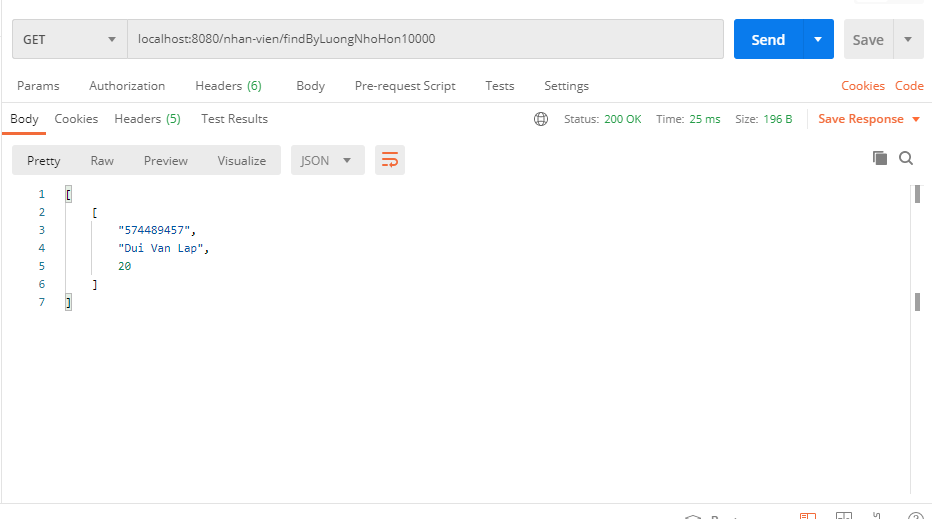 GET localhost:8080/nhan-vien/findByLuongNhoHon10000 Send Save
Params Authorization Headers (6) Body Pre-request Script Tests Settings Cookies Code
Body Cookies Headers (5) Test Results Status: 200 OK Time: 25 ms Size: 196 B Save Response
Pretty Raw Preview Visualize JSON
1 [
2 [
3 "574489457",
4 "Dui Van Lap",
5 20
6 ]
7 ]